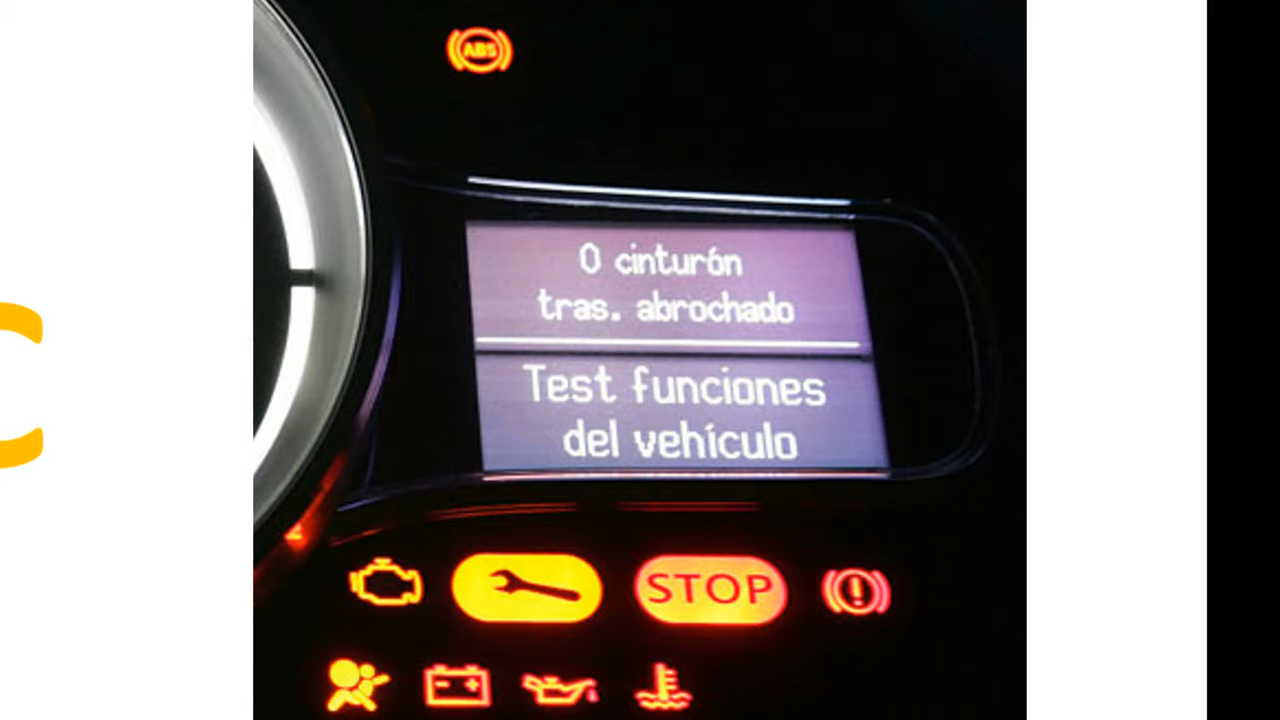 ABS
0 cinturón
tras. abrochado
Test funciones
del vehículo
STOP